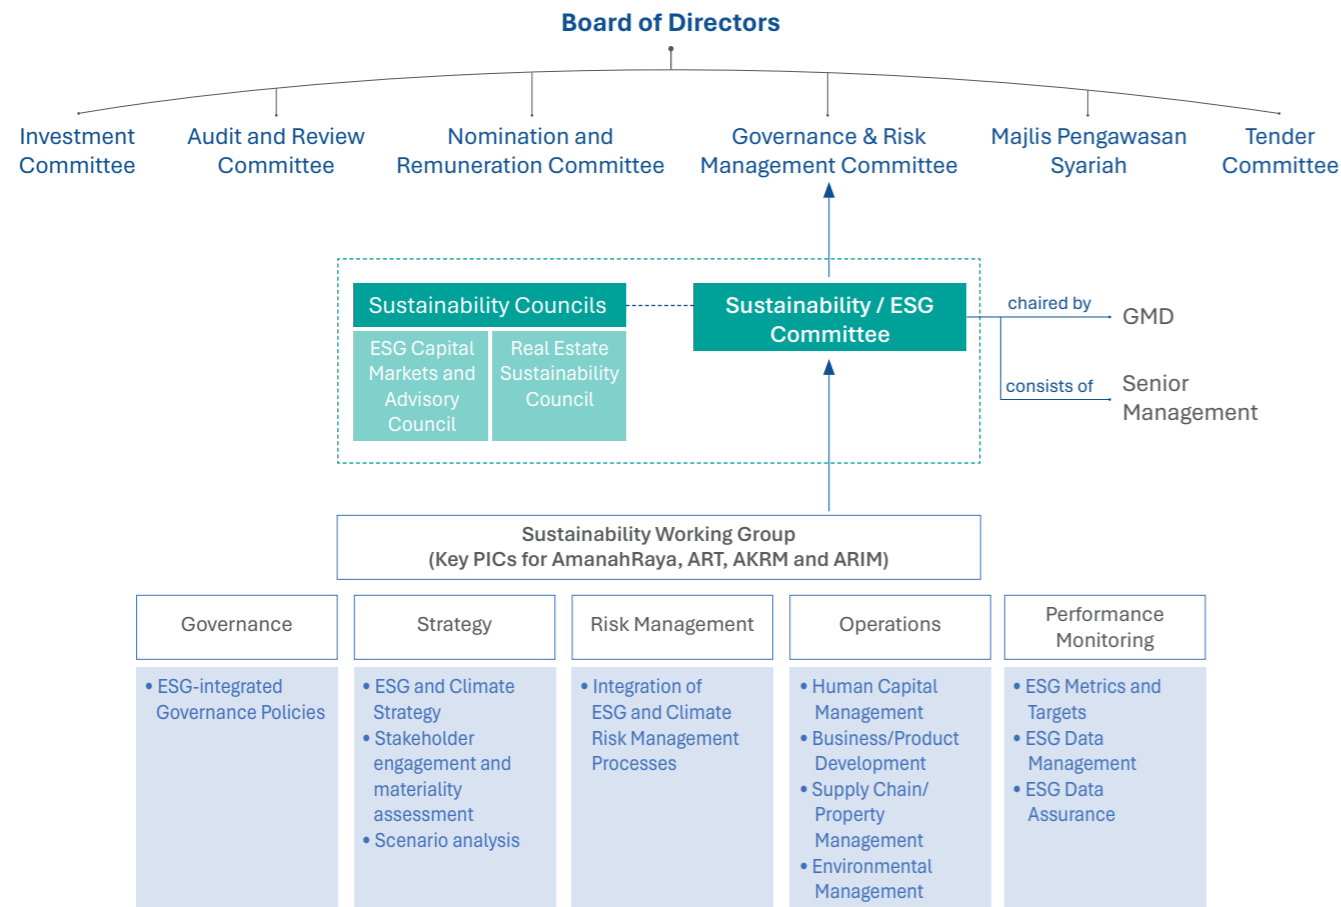 Board of Directors
Investment
Committee
Audit and Review
Committee
Nomination and
Remuneration Committee
Governance & Risk
Management Committee
Majlis Pengawasan
Syariah
Tender
Committee
Sustainability Councils
ESG Capital
Markets and
Advisory
Council
Real Estate
Sustainability
Council
Sustainability / ESG
Committee
chaired by
GMD
consists of
Senior
Management
Sustainability Working Group
(Key PICs for AmanahRaya, ART, AKRM and ARIM)
Governance
• ESG-integrated
Governance Policies
Strategy
• ESG and Climate
Strategy
• Stakeholder
engagement and
materiality
assessment
• Scenario analysis
Risk Management
• Integration of
ESG and Climate
Risk Management
Processes
Operations
• Human Capital
Management
• Business/Product
Development
• Supply Chain/
Property
Management
• Environmental
Management
Performance
Monitoring
• ESG Metrics and
Targets
• ESG Data
Management
• ESG Data
Assurance